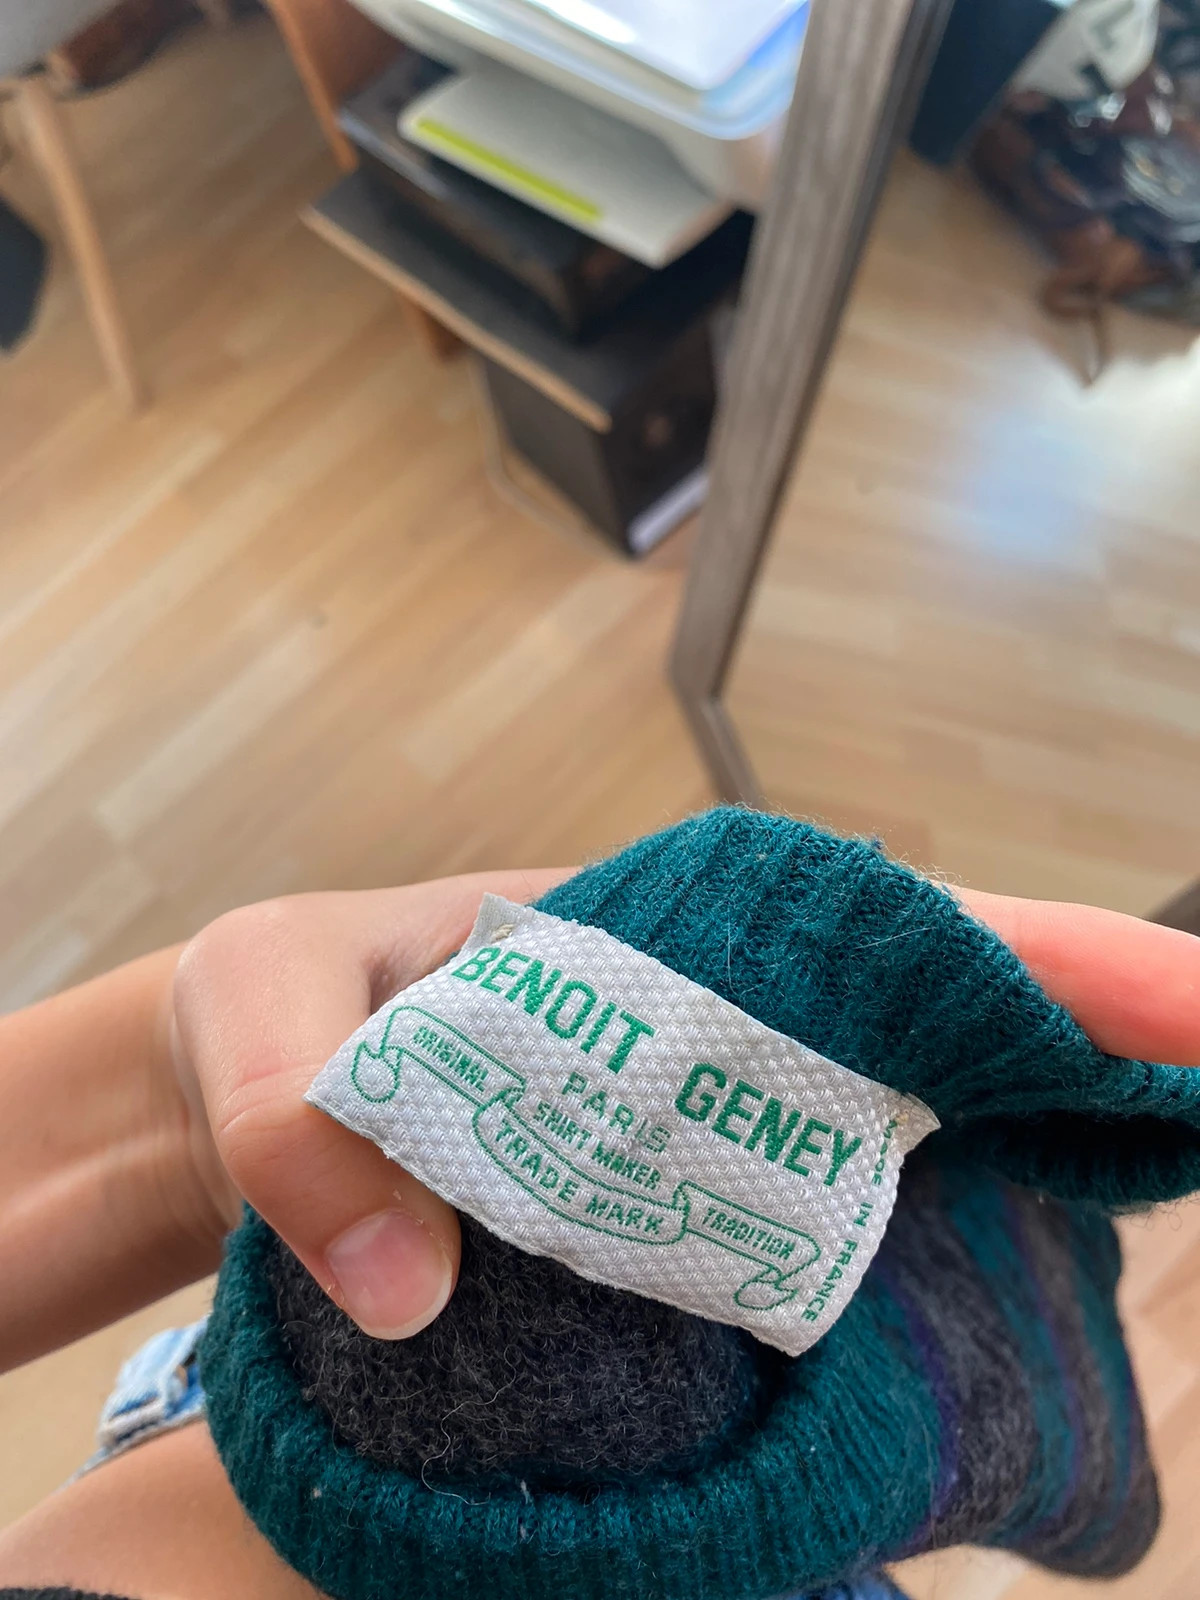 BENOIT GENEY
PARIS
ORIGINAL SHIRT MAKER TRADITION
TRADE MARK
MADE IN FRANCE